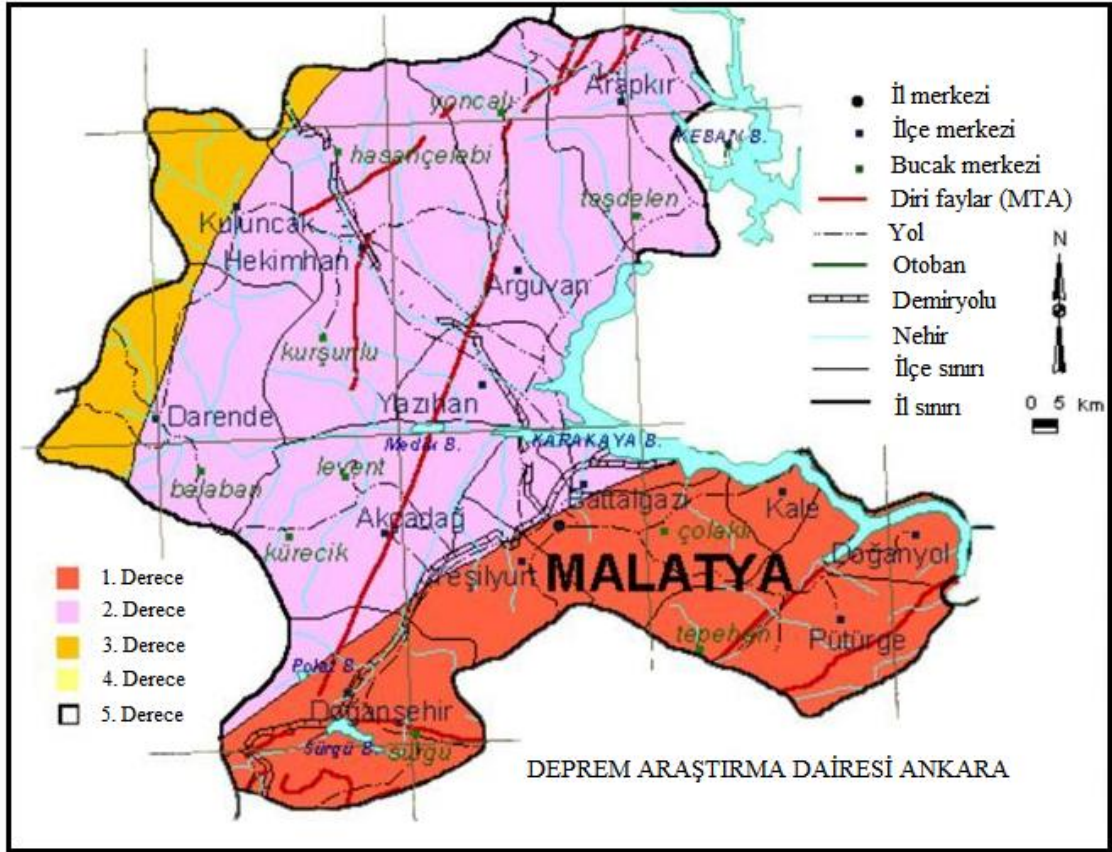 yoncalı
Arapkır
KEBAN B.
hasançelebi
taşdelen
Kuluncak
Hekimhan
Arguvan
kurşunlu
Yazıhan
Darende
KARAKAYA B.
levent
balaban
Battalgazi
Kale
Akçadağ
çolaklı
kürecik
Yeşilyurt
MALATYA
Doğanyol
tepehan
Pütürge
Polat B.
Doğanşehir
Sürgü B.
sürgü
İl merkezi
İlçe merkezi
Bucak merkezi
Diri faylar (MTA)
Yol
Otoban
Demiryolu
Nehir
İlçe sınırı
İl sınırı
N
0 5 Km
1. Derece
2. Derece
3. Derece
4. Derece
5. Derece
DEPREM ARAŞTIRMA DAİRESİ ANKARA